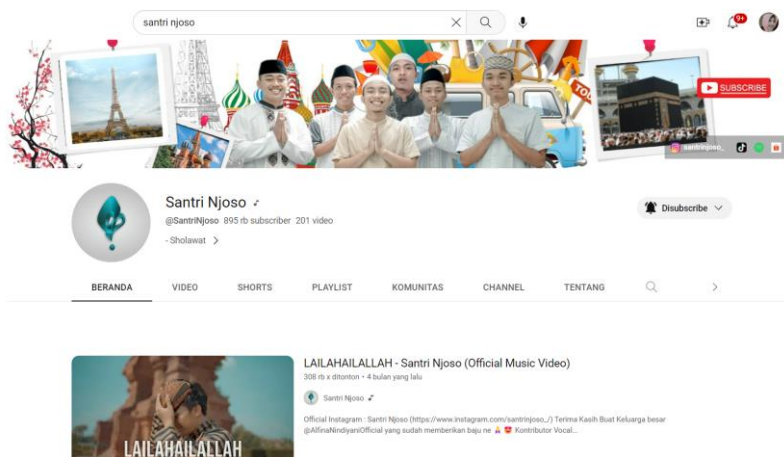 santri njoso
9+
TOU
SUBSCRIBE
santrinjoso_
Santri Njoso
@SantriNjoso 895 rb subscriber 201 video
- Sholawat >
Disubscribe
BERANDA VIDEO SHORTS PLAYLIST KOMUNITAS CHANNEL TENTANG
LAILAHAILALLAH - Santri Njoso (Official Music Video)
308 rb x ditonton • 4 bulan yang lalu
Santri Njoso
Official Instagram : Santri Njoso (https://www.instagram.com/santrinjoso_/) Terima Kasih Buat Keluarga besar
@AlfinaNindiyaniOfficial yang sudah memberikan baju ne 🙏 😍 Kontributor Vocal...
LAILAHAILALLAH